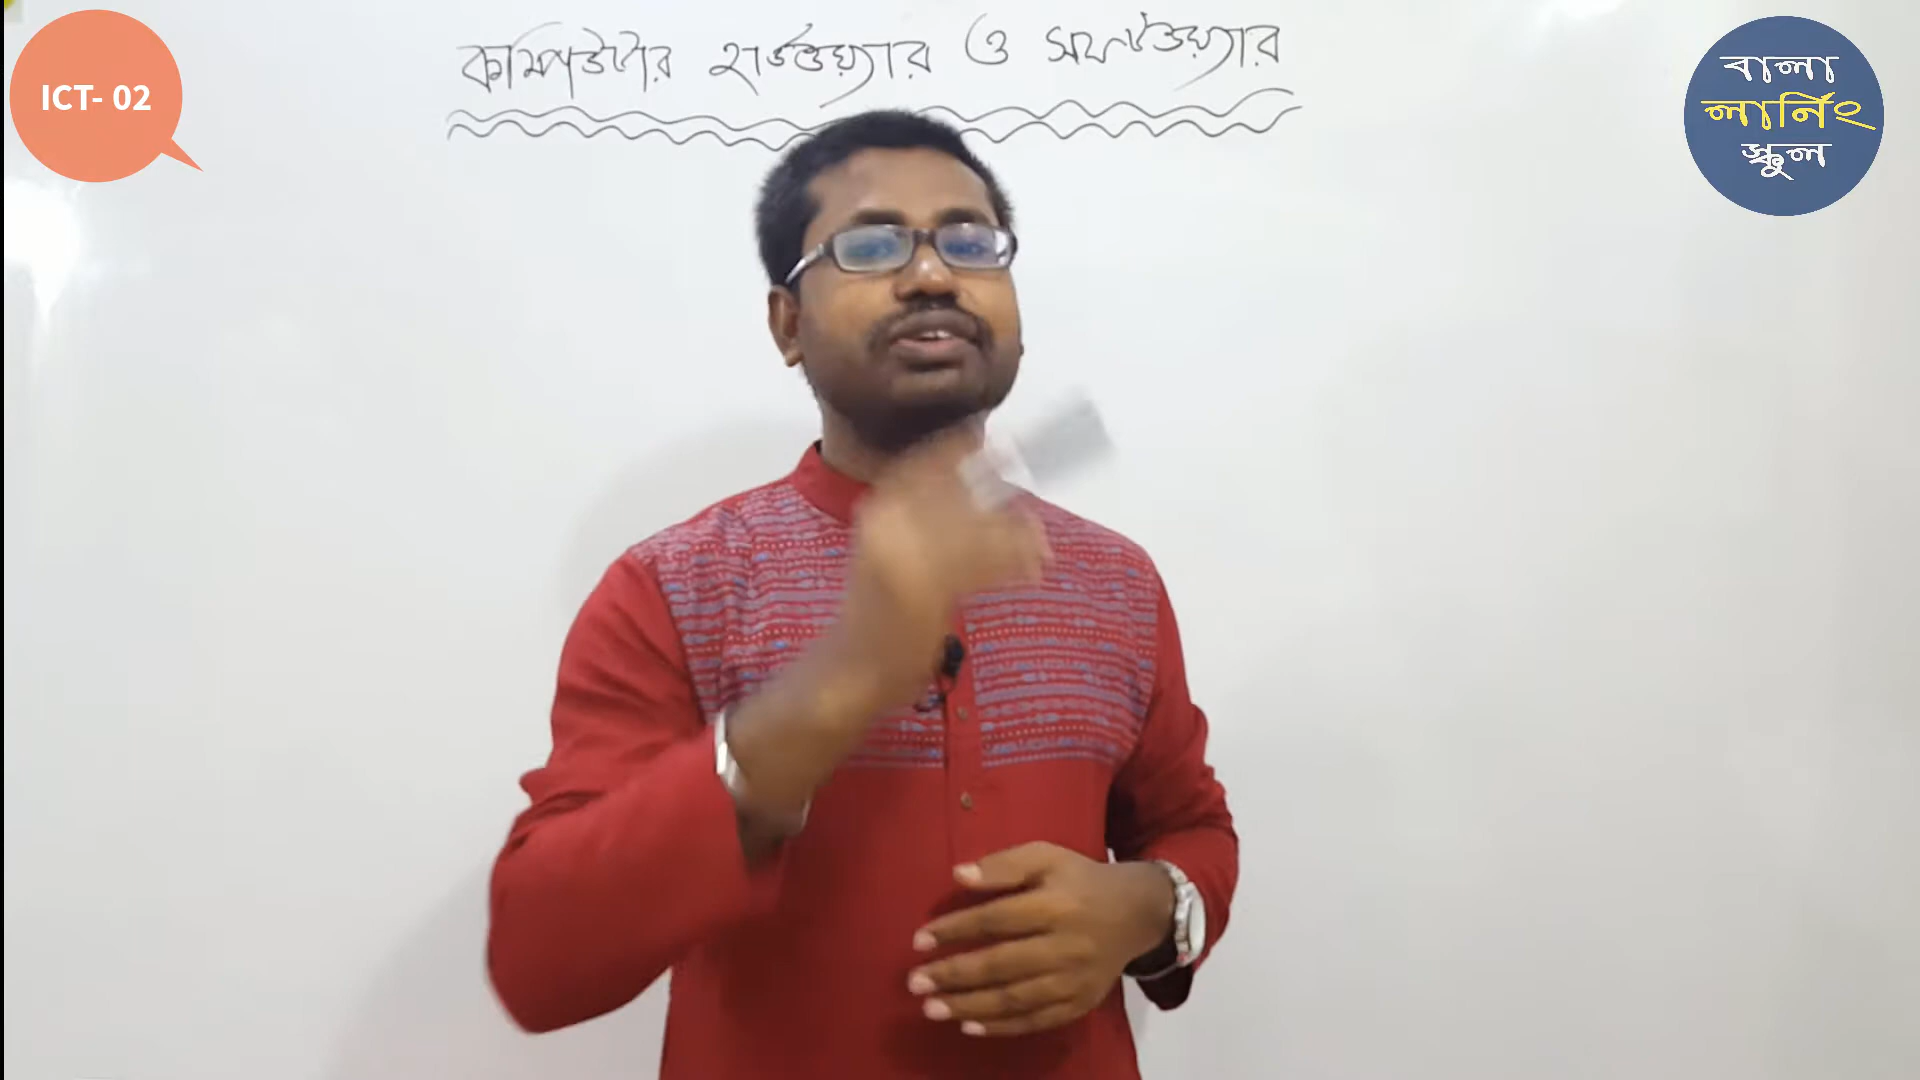 ICT- 02
কম্পিউটার হার্ডওয়্যার ও সফটওয়্যার
বালা
লার্নিং
স্কুল